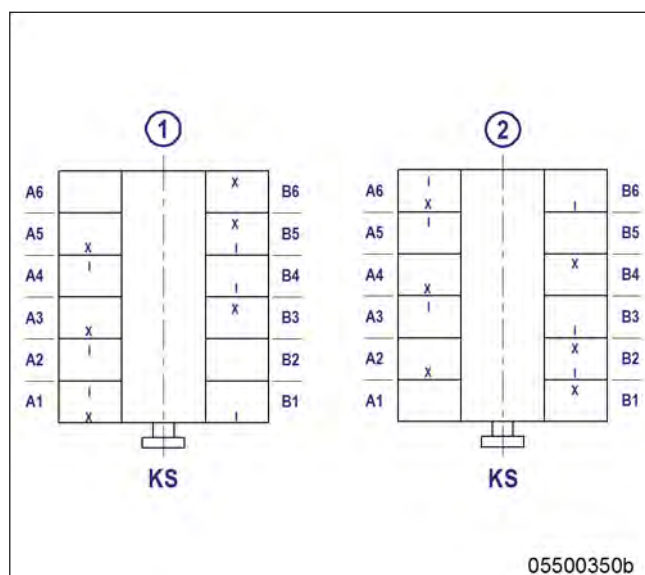 1 2
X I
A6 B6 A6 B6
X I
X I
A5 B5 A5 B5
X I
I X
A4 B4 A4 B4
I X
X I
A3 B3 A3 B3
X I
I X
A2 B2 A2 B2
X I
I X
A1 B1 A1 B1
X I
KS KS
05500350b